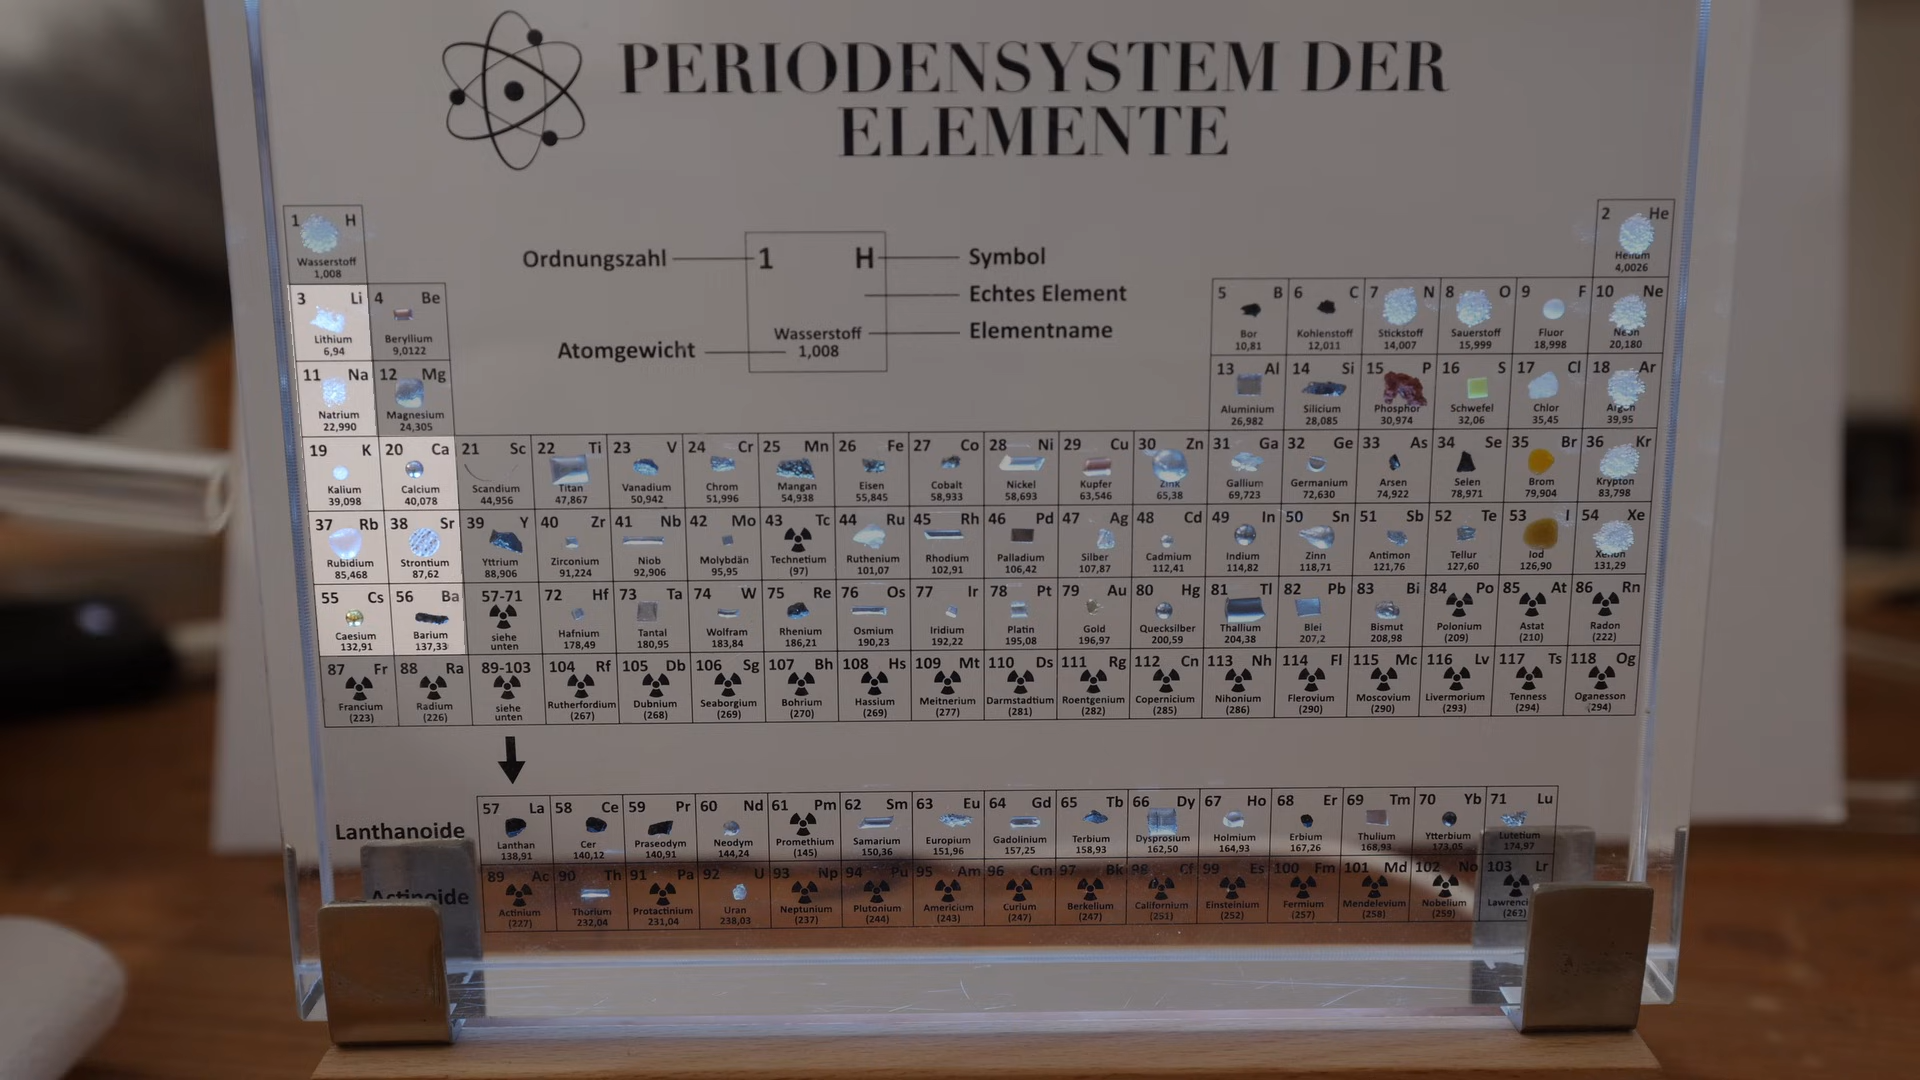 PERIODENSYSTEM DER
ELEMENTE
Ordnungszahl
1 H
Symbol
Echtes Element
Wasserstoff
Elementname
Atomgewicht
1,008
1 H
Wasserstoff
1,008
2 He
Helium
4,0026
3 Li
Lithium
6,94
4 Be
Beryllium
9,0122
5 B
Bor
10,81
6 C
Kohlenstoff
12,011
7 N
Stickstoff
14,007
8 O
Sauerstoff
15,999
9 F
Fluor
18,998
10 Ne
Neon
20,180
11 Na
Natrium
22,990
12 Mg
Magnesium
24,305
13 Al
Aluminium
26,982
14 Si
Silicium
28,085
15 P
Phosphor
30,974
16 S
Schwefel
32,06
17 Cl
Chlor
35,45
18 Ar
Argon
39,95
19 K
Kalium
39,098
20 Ca
Calcium
40,078
21 Sc
Scandium
44,956
22 Ti
Titan
47,867
23 V
Vanadium
50,942
24 Cr
Chrom
51,996
25 Mn
Mangan
54,938
26 Fe
Eisen
55,845
27 Co
Cobalt
58,933
28 Ni
Nickel
58,693
29 Cu
Kupfer
63,546
30 Zn
Zink
65,38
31 Ga
Gallium
69,723
32 Ge
Germanium
72,630
33 As
Arsen
74,922
34 Se
Selen
78,971
35 Br
Brom
79,904
36 Kr
Krypton
83,798
37 Rb
Rubidium
85,468
38 Sr
Strontium
87,62
39 Y
Yttrium
88,906
40 Zr
Zirconium
91,224
41 Nb
Niob
92,906
42 Mo
Molybdän
95,95
43 Tc
Technetium
(97)
44 Ru
Ruthenium
101,07
45 Rh
Rhodium
102,91
46 Pd
Palladium
106,42
47 Ag
Silber
107,87
48 Cd
Cadmium
112,41
49 In
Indium
114,82
50 Sn
Zinn
118,71
51 Sb
Antimon
121,76
52 Te
Tellur
127,60
53 I
Iod
126,90
54 Xe
Xenon
131,29
55 Cs
Caesium
132,91
56 Ba
Barium
137,33
57-71
siehe
unten
72 Hf
Hafnium
178,49
73 Ta
Tantal
180,95
74 W
Wolfram
183,84
75 Re
Rhenium
186,21
76 Os
Osmium
190,23
77 Ir
Iridium
192,22
78 Pt
Platin
195,08
79 Au
Gold
196,97
80 Hg
Quecksilber
200,59
81 Tl
Thallium
204,38
82 Pb
Blei
207,2
83 Bi
Bismut
208,98
84 Po
Polonium
(209)
85 At
Astat
(210)
86 Rn
Radon
(222)
87 Fr
Francium
(223)
88 Ra
Radium
(226)
89-103
siehe
unten
104 Rf
Rutherfordium
(267)
105 Db
Dubnium
(268)
106 Sg
Seaborgium
(269)
107 Bh
Bohrium
(270)
108 Hs
Hassium
(269)
109 Mt
Meitnerium
(277)
110 Ds
Darmstadtium
(281)
111 Rg
Roentgenium
(282)
112 Cn
Copernicium
(285)
113 Nh
Nihonium
(286)
114 Fl
Flerovium
(290)
115 Mc
Moscovium
(290)
116 Lv
Livermorium
(293)
117 Ts
Tenness
(294)
118 Og
Oganesson
(294)
Lanthanoide
57 La
Lanthan
138,91
58 Ce
Cer
140,12
59 Pr
Praseodym
140,91
60 Nd
Neodym
144,24
61 Pm
Promethium
(145)
62 Sm
Samarium
150,36
63 Eu
Europium
151,96
64 Gd
Gadolinium
157,25
65 Tb
Terbium
158,93
66 Dy
Dysprosium
162,50
67 Ho
Holmium
164,93
68 Er
Erbium
167,26
69 Tm
Thulium
168,93
70 Yb
Ytterbium
173,05
71 Lu
Lutetium
174,97
Actinoide
89 Ac
Actinium
(227)
90 Th
Thorium
232,04
91 Pa
Protactinium
231,04
92 U
Uran
238,03
93 Np
Neptunium
(237)
94 Pu
Plutonium
(244)
95 Am
Americium
(243)
96 Cm
Curium
(247)
97 Bk
Berkelium
(247)
98 Cf
Californium
(251)
99 Es
Einsteinium
(252)
100 Fm
Fermium
(257)
101 Md
Mendelevium
(258)
102 No
Nobelium
(259)
103 Lr
Lawrenci
(262)